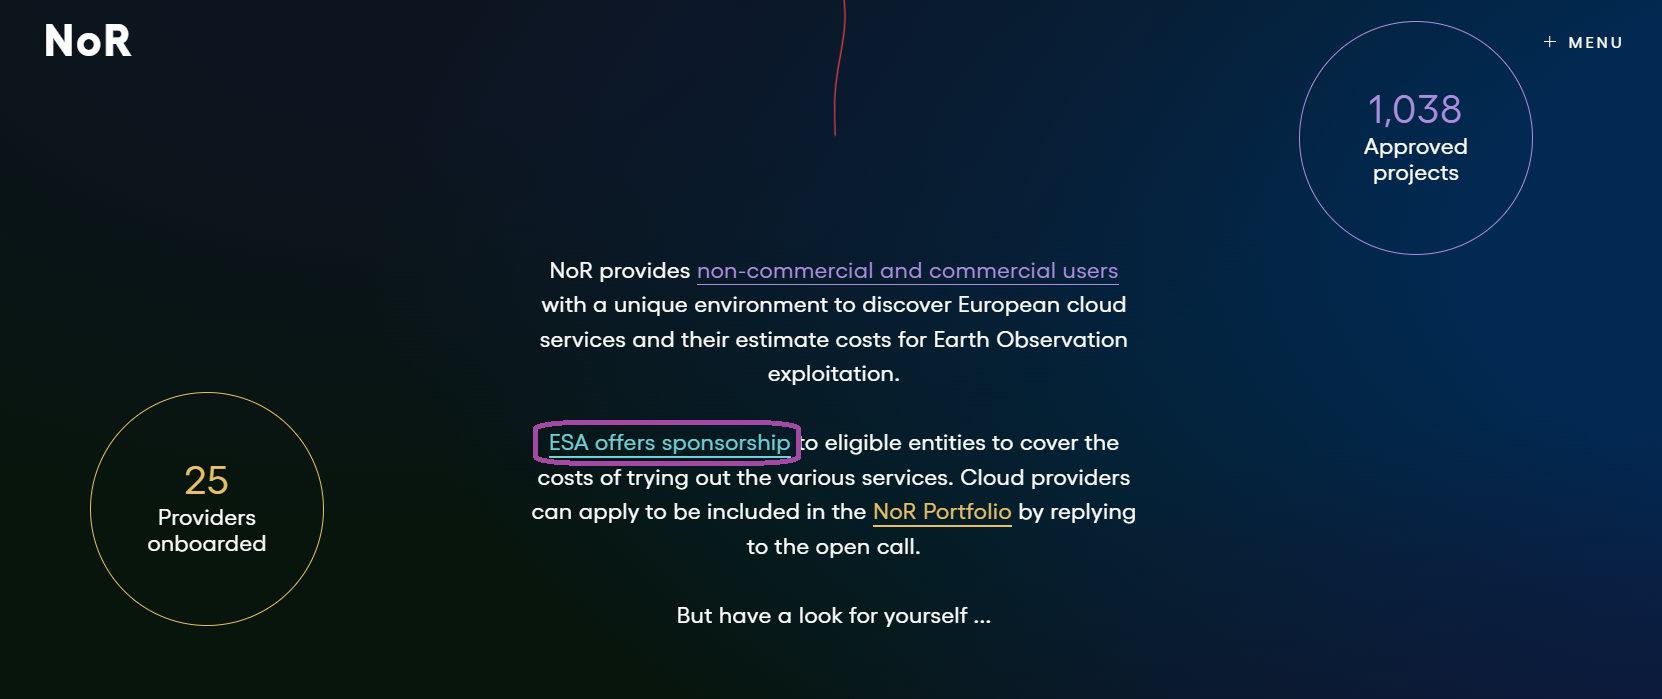 NoR
+ MENU
1,038
Approved
projects
NoR provides non-commercial and commercial users
with a unique environment to discover European cloud
services and their estimate costs for Earth Observation
exploitation.
ESA offers sponsorship to eligible entities to cover the
costs of trying out the various services. Cloud providers
can apply to be included in the NoR Portfolio by replying
to the open call.
25
Providers
onboarded
But have a look for yourself ...